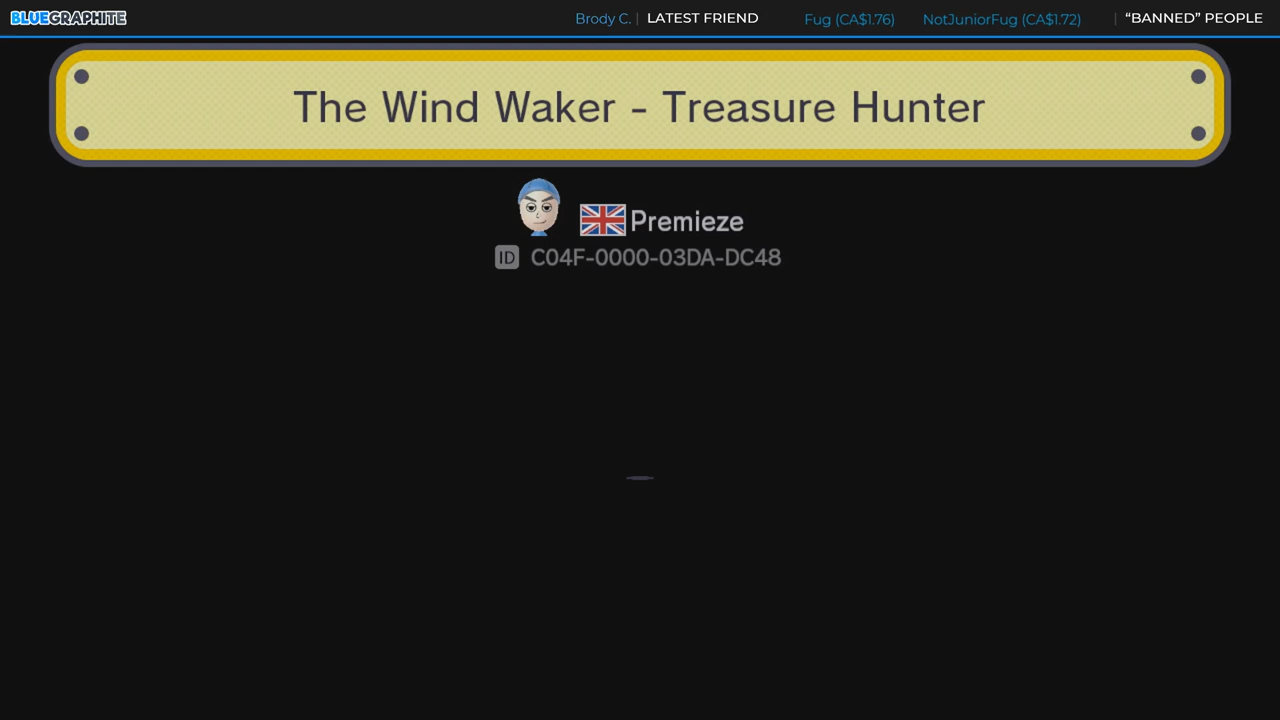 BLUEGRAPHITE
Brody C. | LATEST FRIEND
Fug (CA$1.76) NotJuniorFug (CA$1.72) | “BANNED” PEOPLE
The Wind Waker - Treasure Hunter
Premieze
ID C04F-0000-03DA-DC48